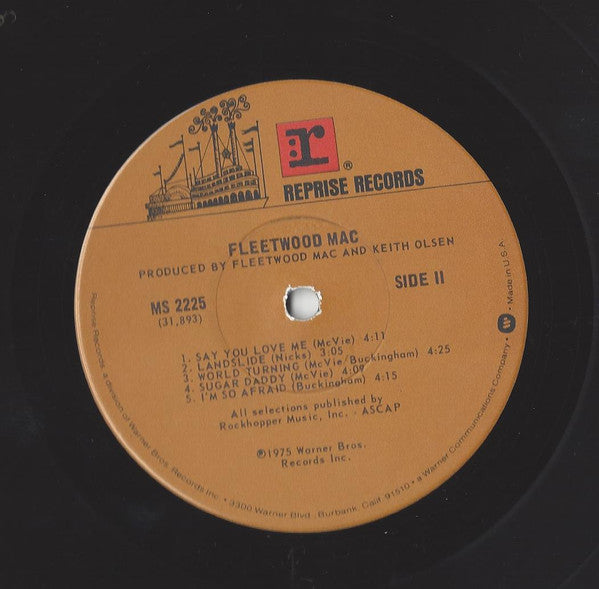 r
®
REPRISE RECORDS
FLEETWOOD MAC
PRODUCED BY FLEETWOOD MAC AND KEITH OLSEN
MS 2225
(31,893)
SIDE II
1. SAY YOU LOVE ME (McVie) 4:11
2. LANDSLIDE (Nicks) 3:05
3. WORLD TURNING (McVie/Buckingham) 4:25
4. SUGAR DADDY (McVie) 4:09
5. I'M SO AFRAID (Buckingham) 4:15
All selections published by
Rockhopper Music, Inc. - ASCAP
©1975 Warner Bros.
Records Inc.
Reprise Records, a division of Warner Bros. Records Inc. • 3300 Warner Blvd., Burbank, Calif. 91510 • a Warner Communications Company • W • Made in U.S.A.